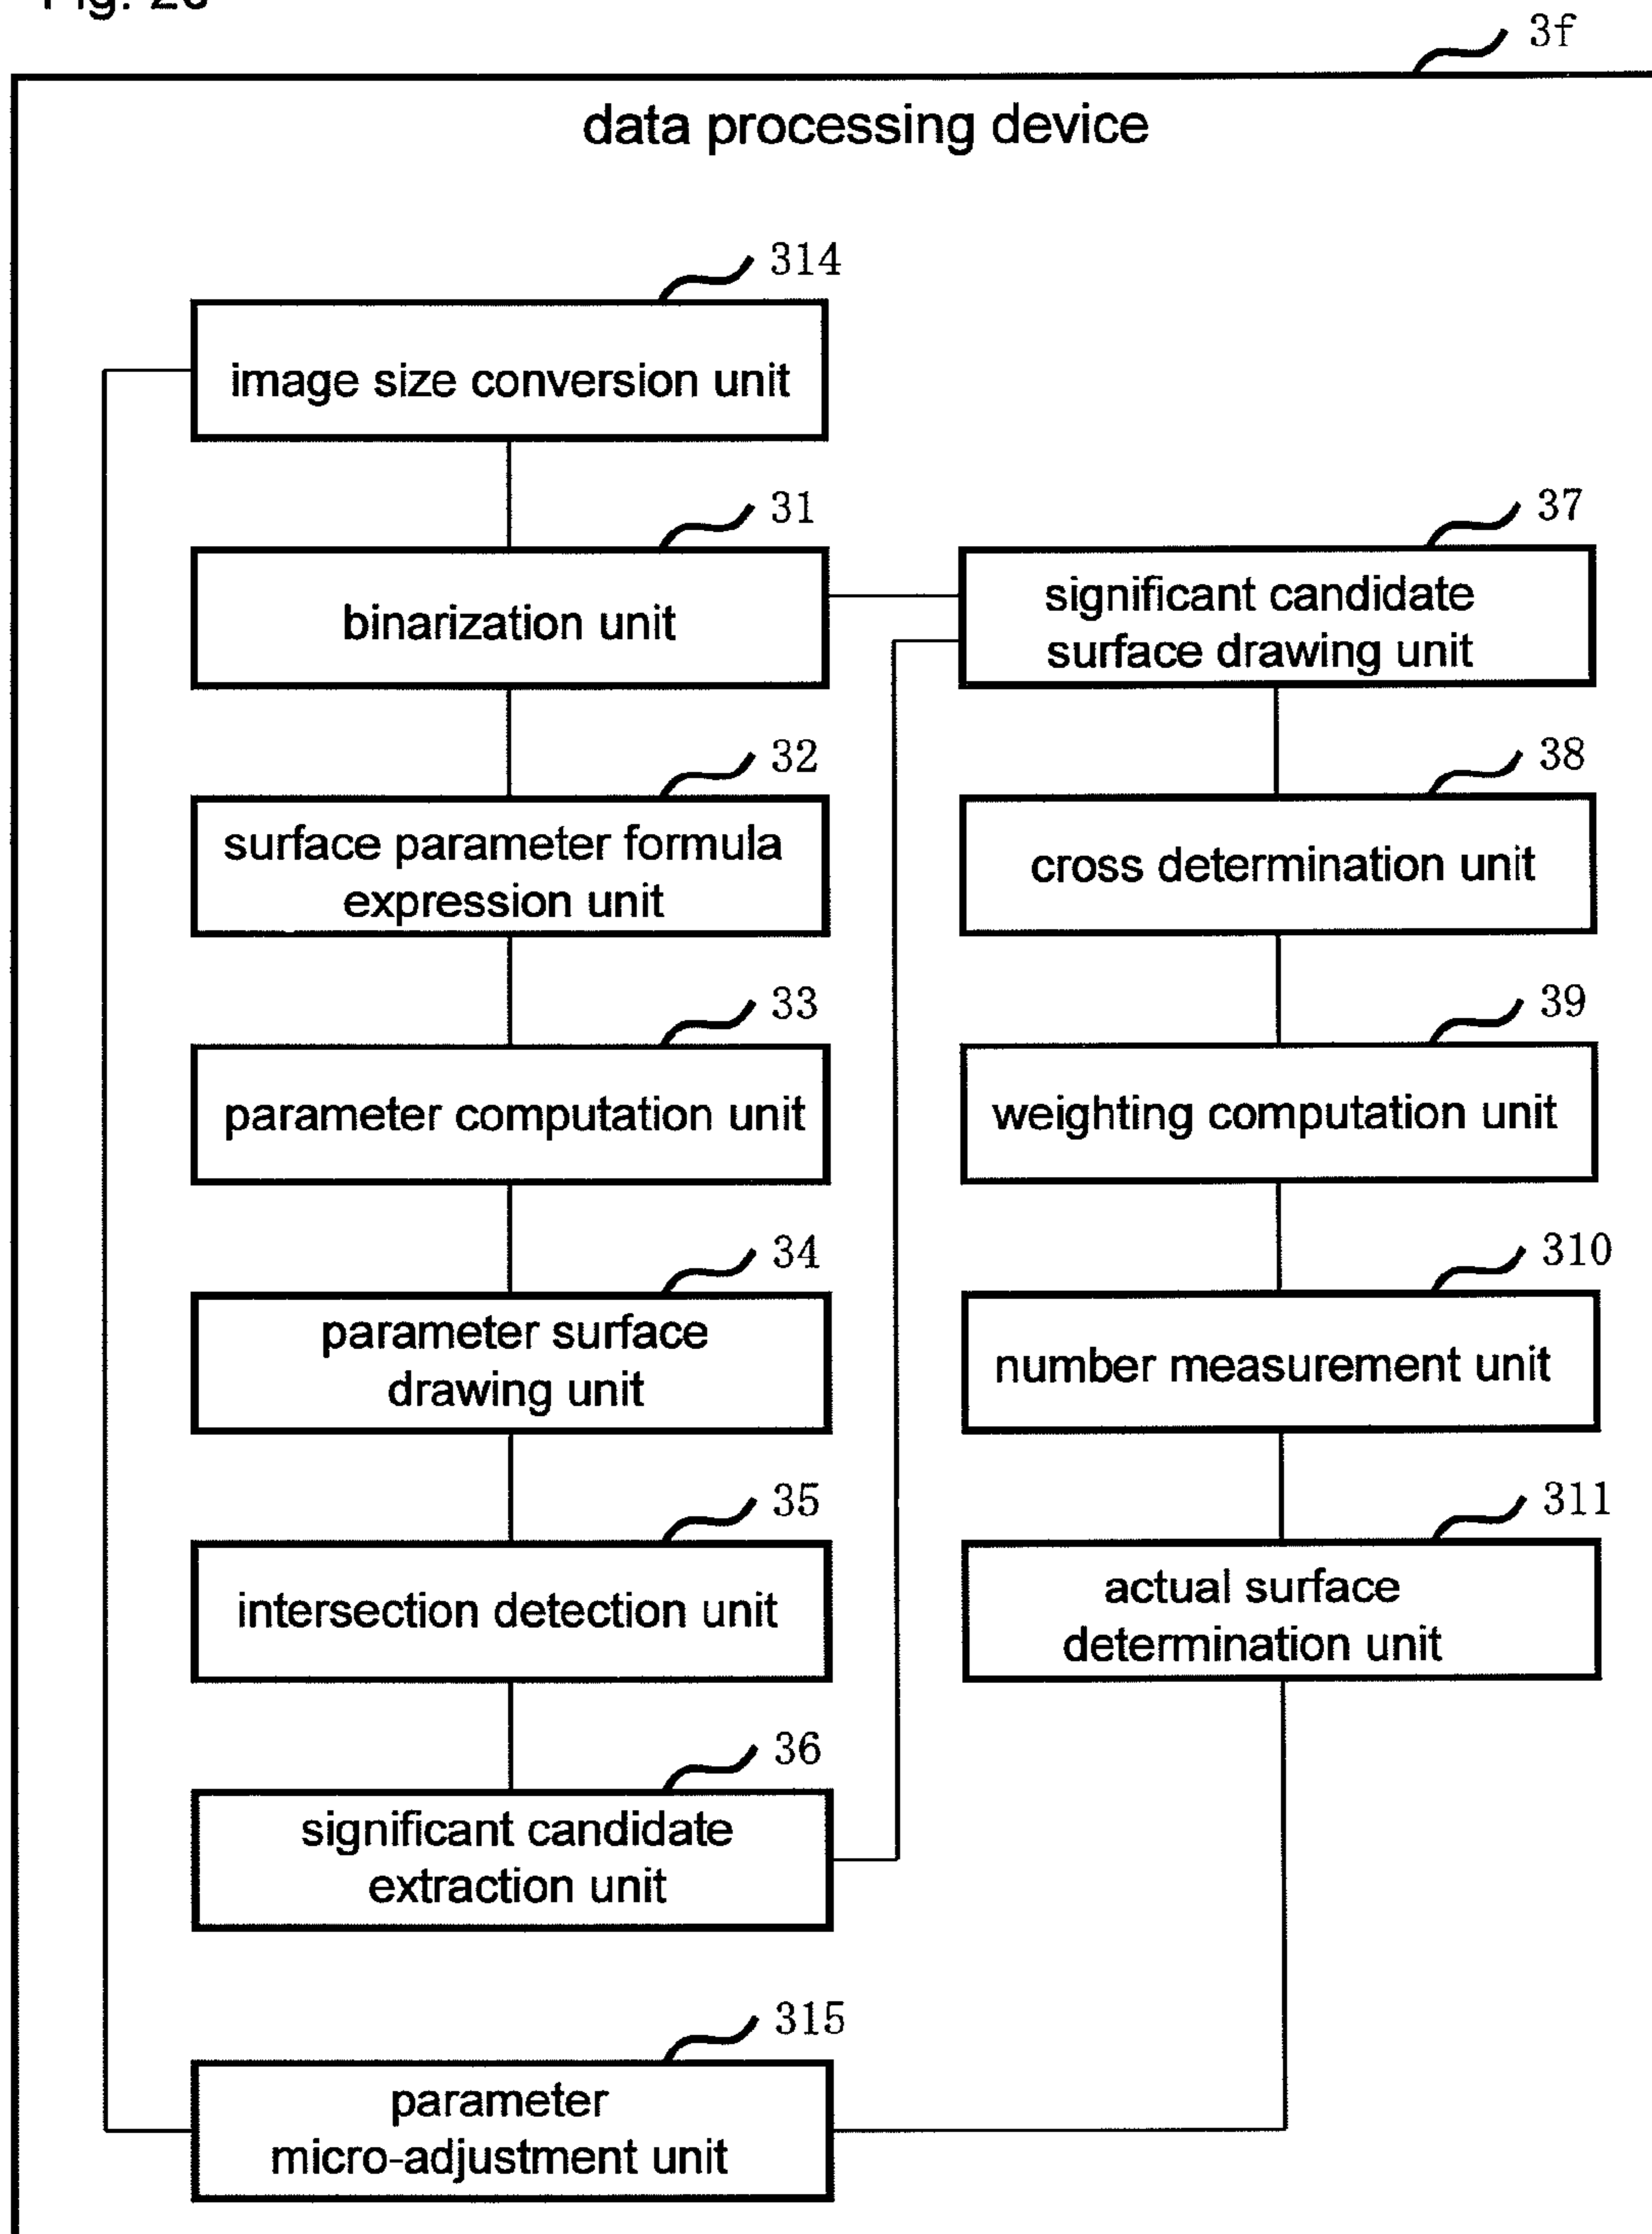 3f
data processing device
314
image size conversion unit
31
binarization unit
37
significant candidate
surface drawing unit
32
surface parameter formula
expression unit
38
cross determination unit
33
parameter computation unit
39
weighting computation unit
34
parameter surface
drawing unit
310
number measurement unit
35
intersection detection unit
311
actual surface
determination unit
36
significant candidate
extraction unit
315
parameter
micro-adjustment unit